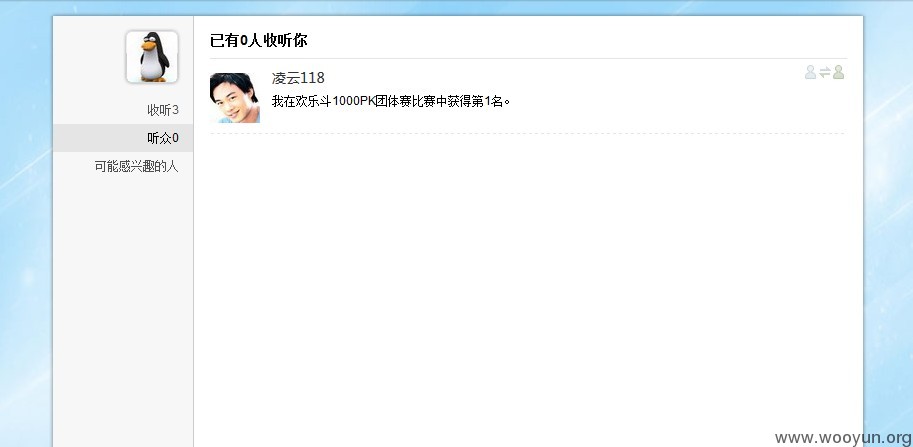 已有0人收听你
凌云118
我在欢乐斗1000PK团体赛比赛中获得第1名。
收听3
听众0
可能感兴趣的人
www.wooyun.org